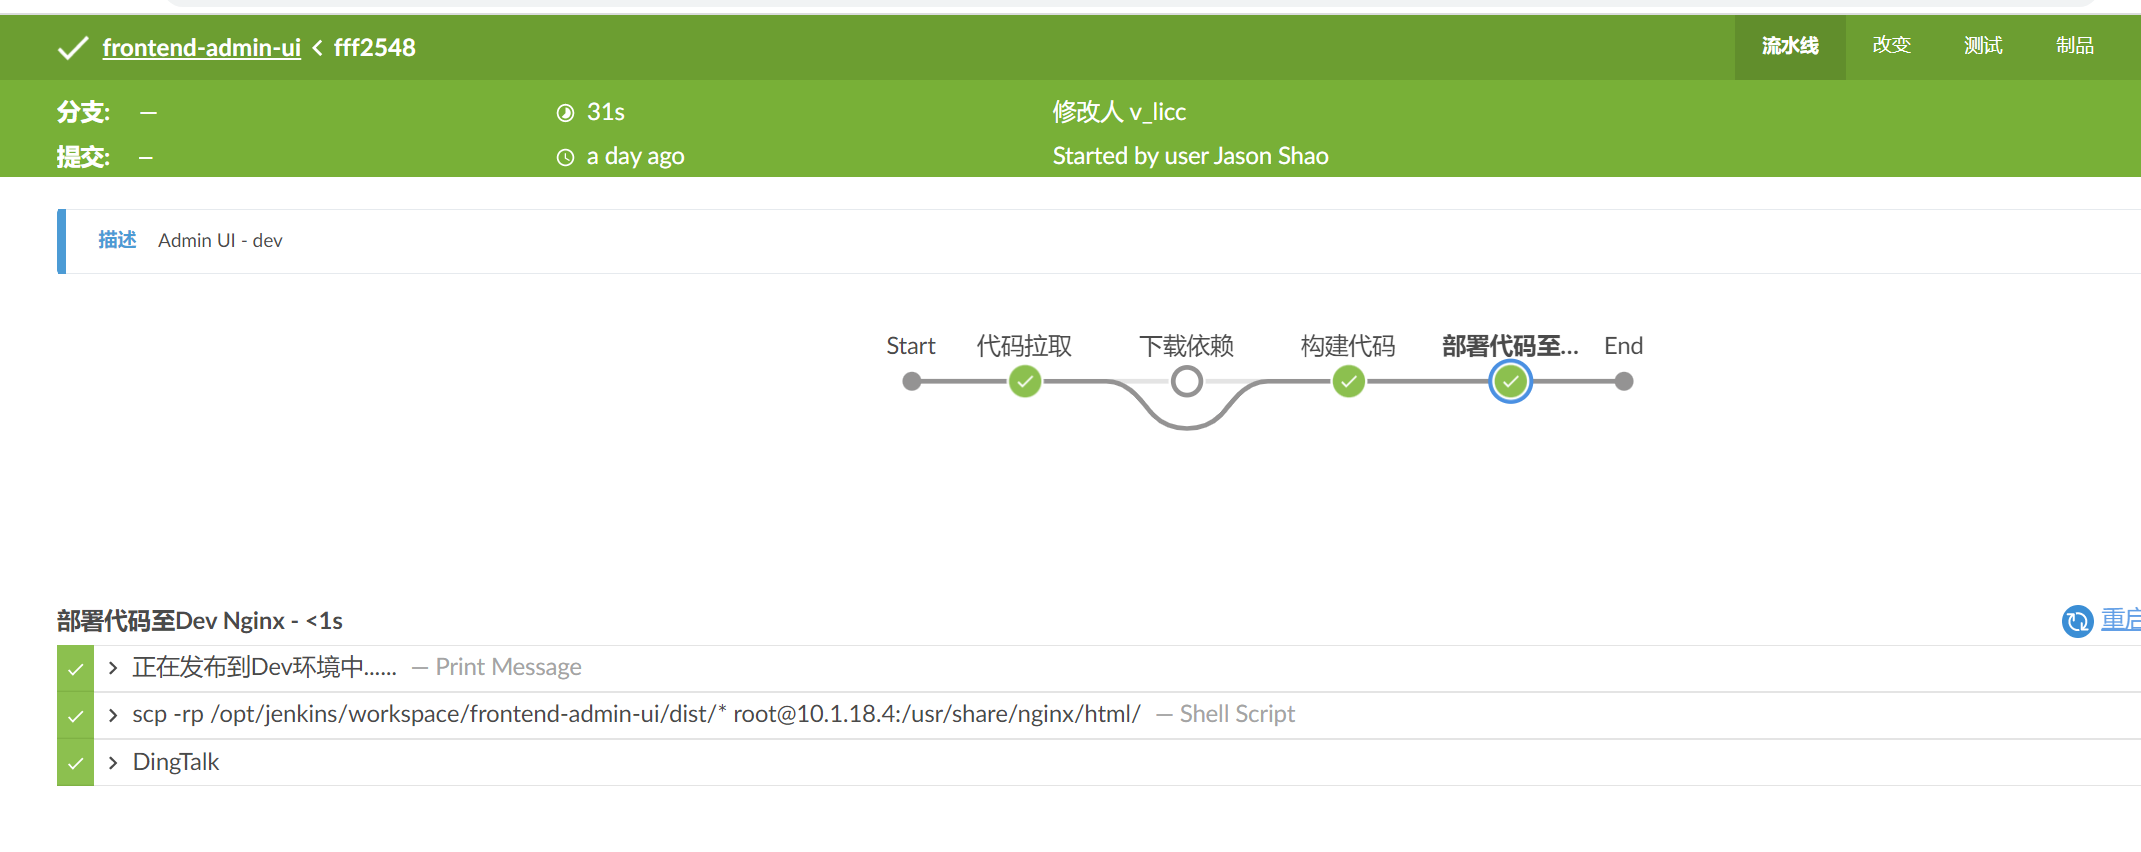 frontend-admin-ui < fff2548
流水线 改变 测试 制品
分支: — 31s 修改人 v_licc
提交: – a day ago Started by user Jason Shao
描述 Admin UI - dev
Start 代码拉取 下载依赖 构建代码 部署代码至... End
部署代码至Dev Nginx - <1s 重启
正在发布到Dev环境中...... — Print Message
scp -rp /opt/jenkins/workspace/frontend-admin-ui/dist/* root@10.1.18.4:/usr/share/nginx/html/ — Shell Script
DingTalk